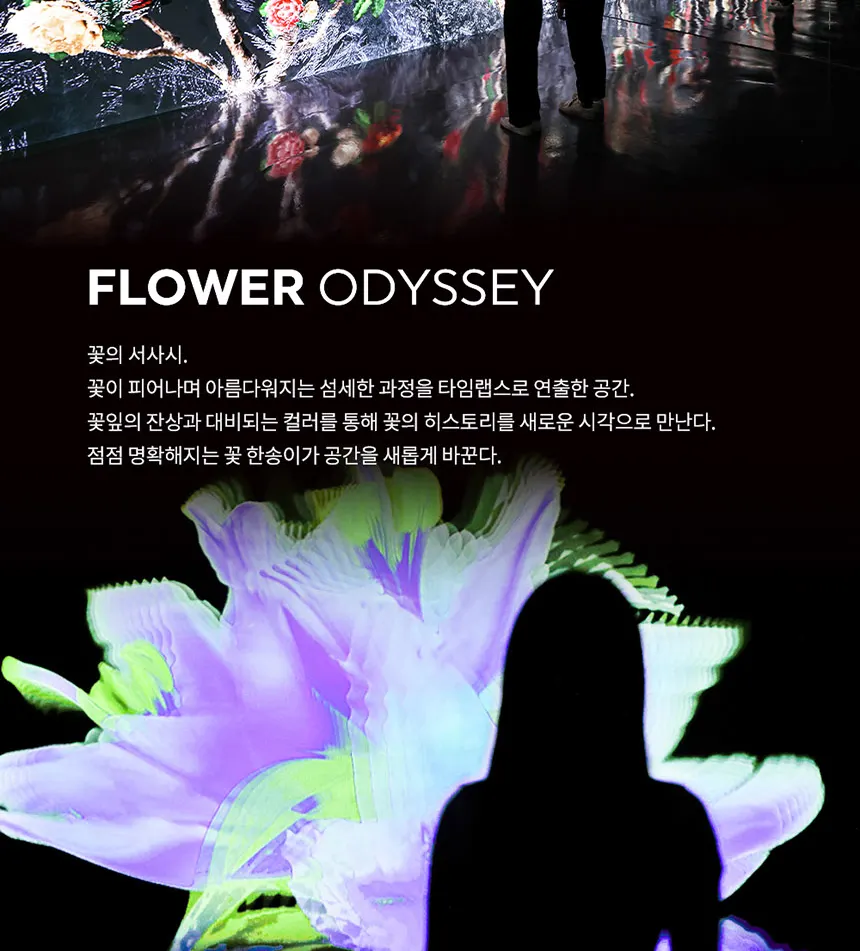 FLOWER ODYSSEY
꽃의 서사시.
꽃이 피어나며 아름다워지는 섬세한 과정을 타임랩스로 연출한 공간.
꽃잎의 잔상과 대비되는 컬러를 통해 꽃의 히스토리를 새로운 시각으로 만난다.
점점 명확해지는 꽃 한송이가 공간을 새롭게 바꾼다.